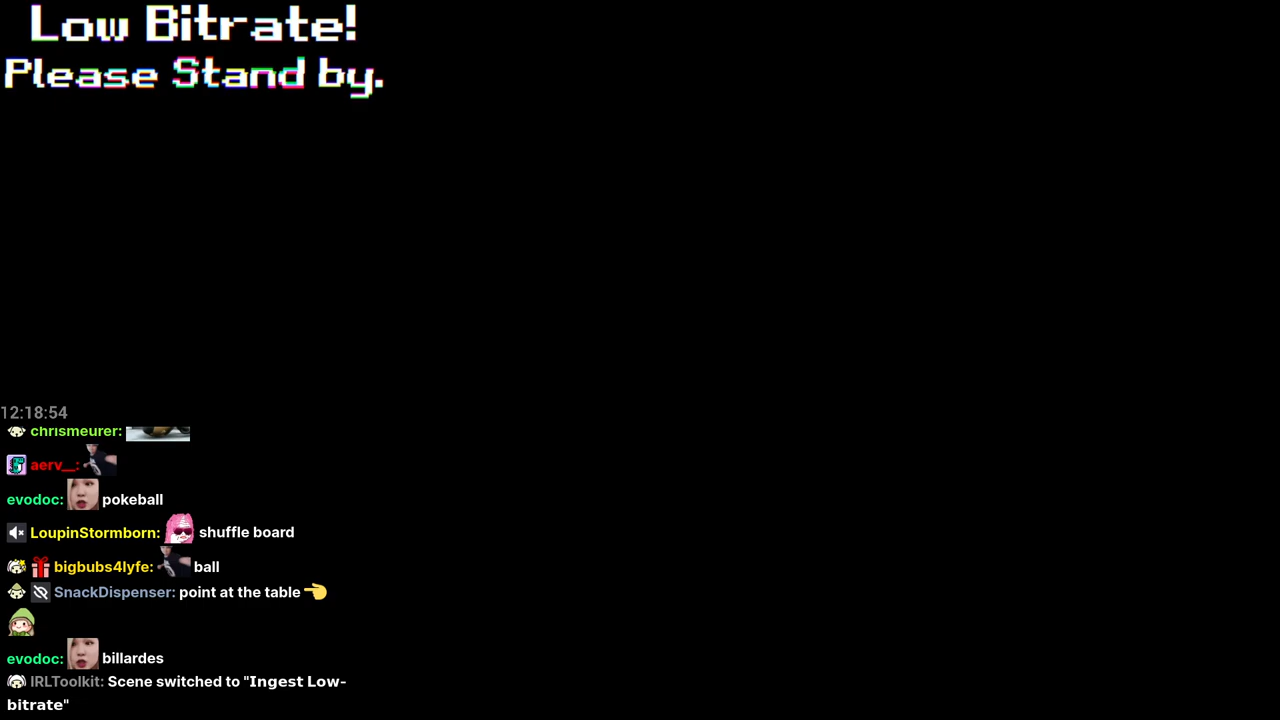 Low Bitrate!
Please Stand by.
12:18:54
chrismeurer:
aerv__:
evodoc: pokeball
LoupinStormborn: shuffle board
bigbubs4lyfe: ball
SnackDispenser: point at the table 👈
evodoc: billardes
IRLToolkit: Scene switched to "Ingest Low-
bitrate"